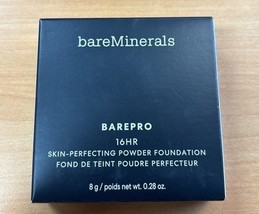 bareMinerals
BAREPRO
16HR
SKIN-PERFECTING POWDER FOUNDATION
FOND DE TEINT POUDRE PERFECTEUR
8 g / poids net wt. 0.28 oz.